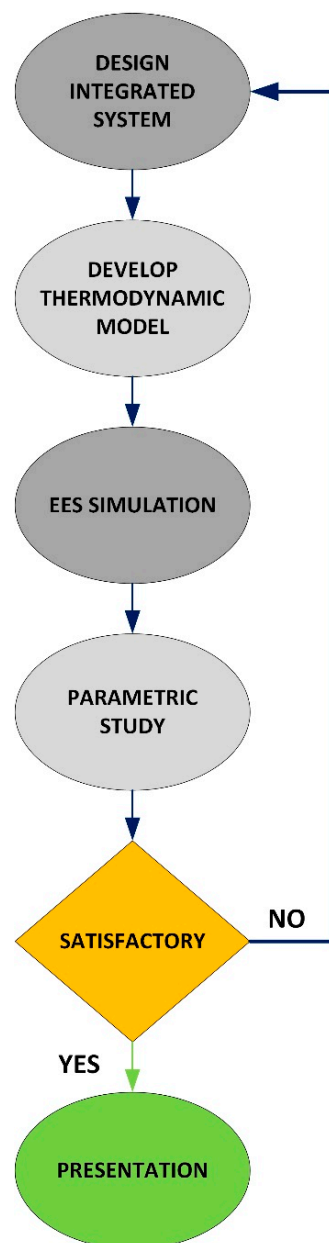 DESIGN
INTEGRATED
SYSTEM
DEVELOP
THERMODYNAMIC
MODEL
EES SIMULATION
PARAMETRIC
STUDY
SATISFACTORY
NO
YES
PRESENTATION